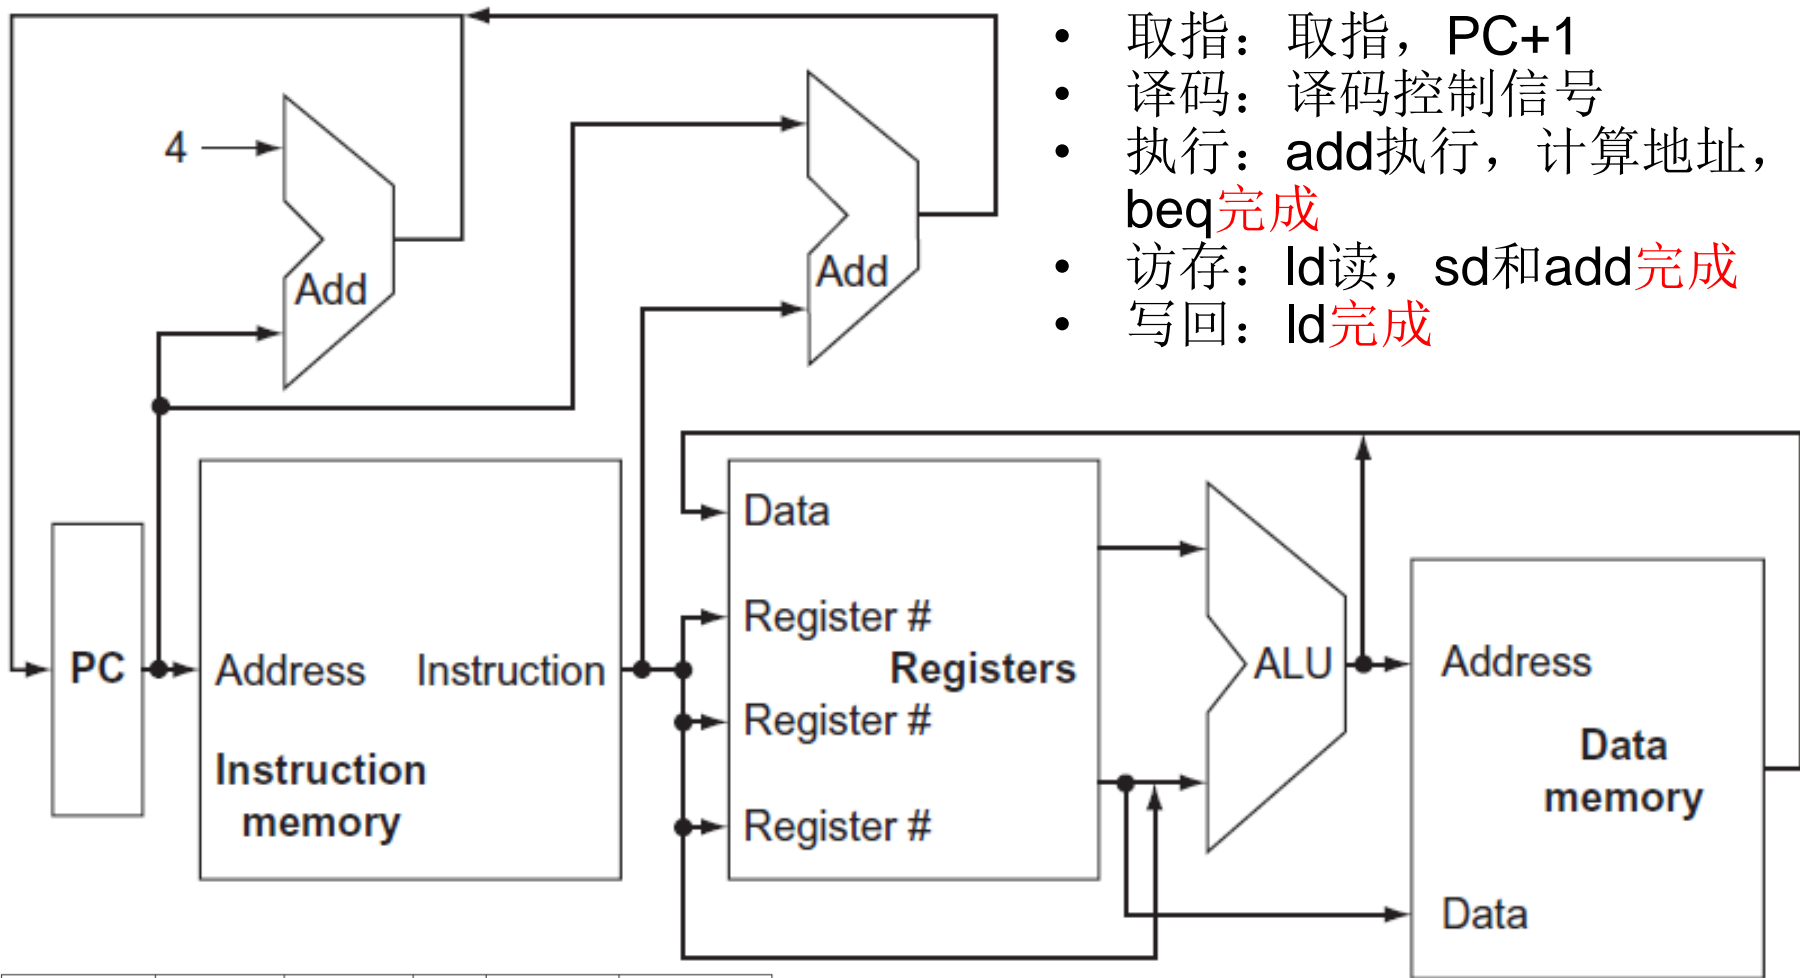 • 取指：取指，PC+1
• 译码：译码控制信号
• 执行：add执行，计算地址，
beq完成
• 访存：ld读，sd和add完成
• 写回：ld完成
4
Add
Add
PC
Address
Instruction
Instruction
memory
Data
Register #
Registers
Register #
Register #
ALU
Address
Data
memory
Data